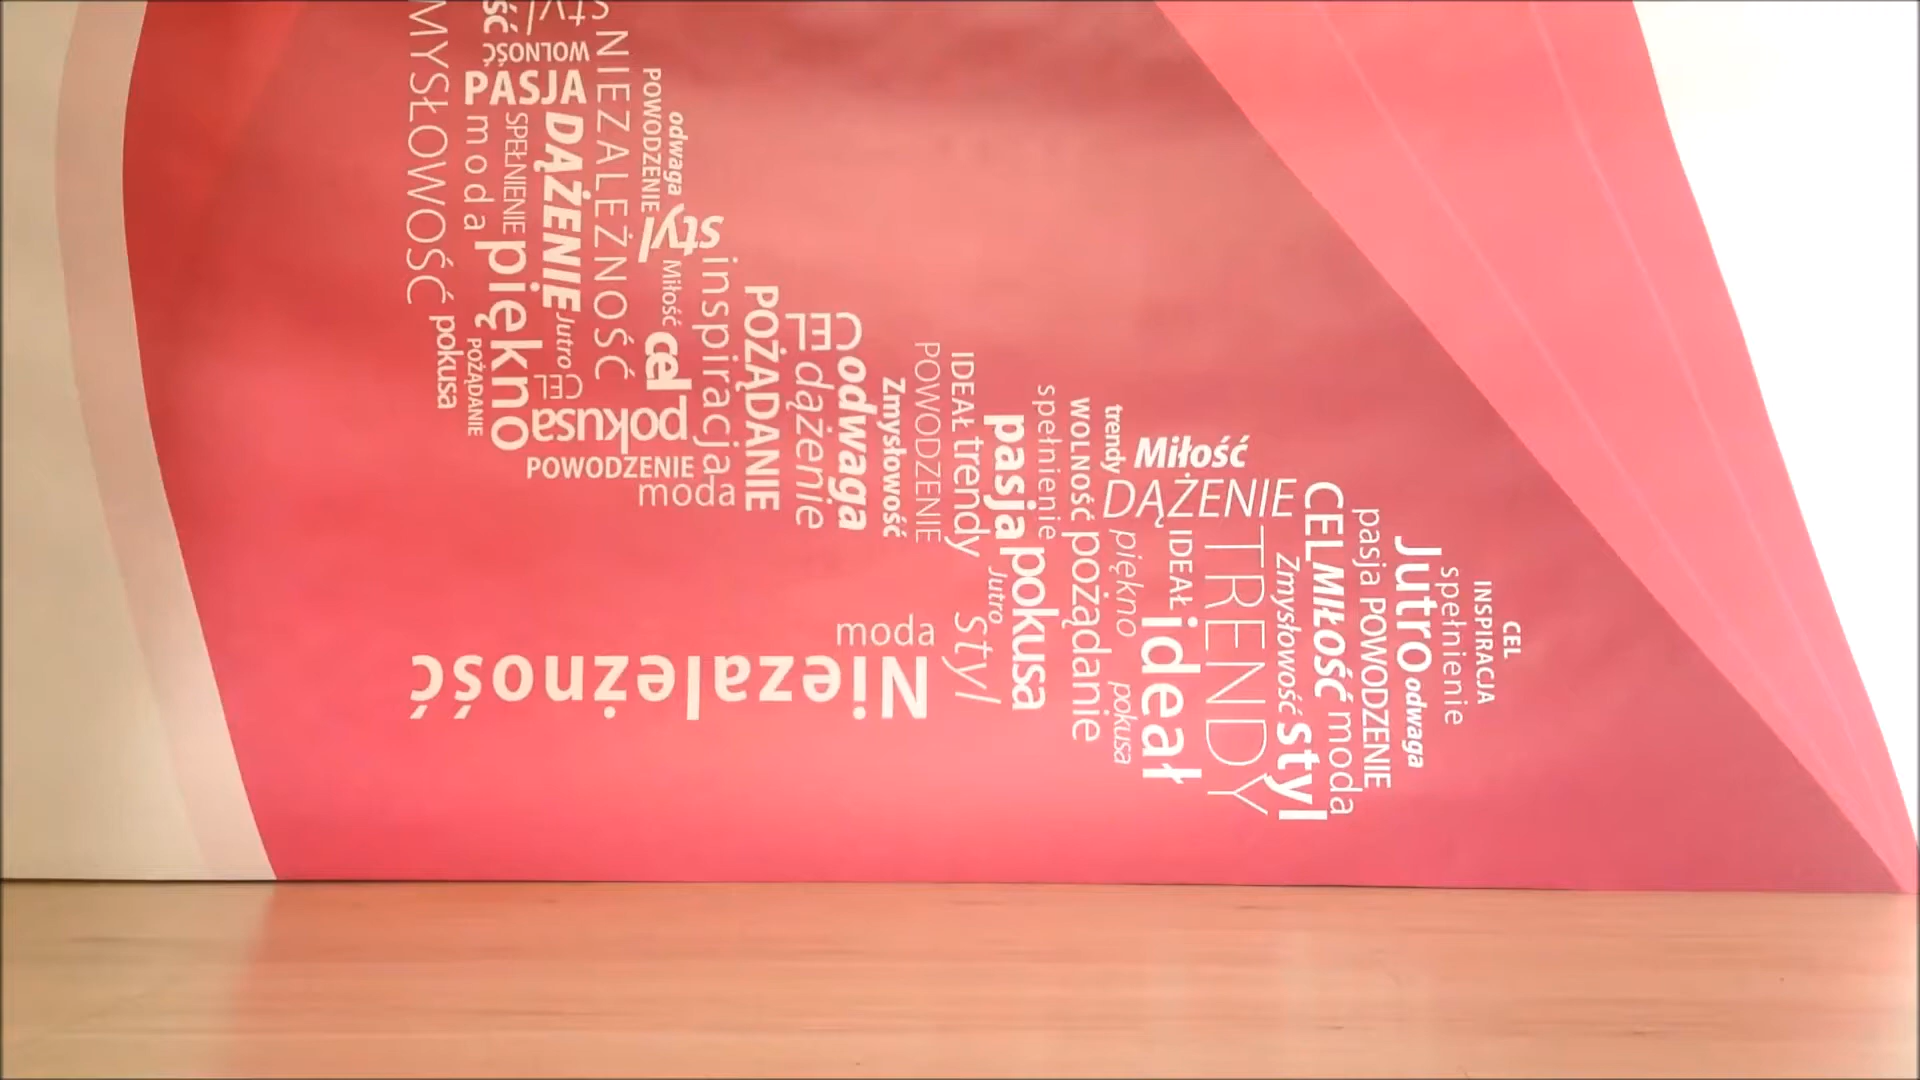 ZMYSŁOWOŚĆ
pokusa
WOLNOŚĆ
PASJA
moda
POŻĄDANIE
SPEŁNIENIE
piękno
styl
DĄŻENIE
Jutro
CEL
NIEZALEŻNOŚĆ
pokusa
POWODZENIE
moda
POWODZENIE
odwaga
styl
Miłość
cel
inspiracja
POŻĄDANIE
CEL
dążenie
odwaga
Zmysłowość
POWODZENIE
IDEAŁ
trendy
moda
Niezależność
styl
pasja
Jutro
pokusa
spełnienie
WOLNOŚĆ
pożądanie
trendy
Miłość
DĄŻENIE
piękno
pokusa
IDEAŁ
ideał
TRENDY
Zmysłowość
styl
CEL
MIŁOŚĆ
moda
pasja
POWODZENIE
Jutro
odwaga
spełnienie
INSPIRACJA
CEL